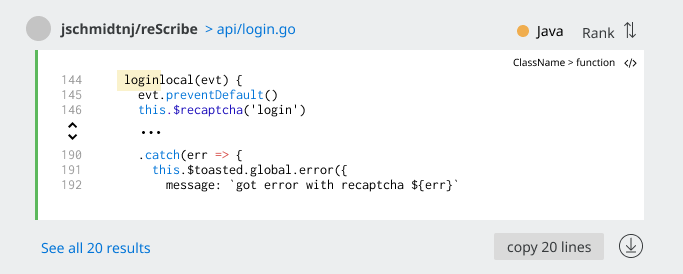 jschmidtnj/reScribe > api/login.go
Java
Rank
ClassName > function </>
144 loginlocal(evt) {
145 evt.preventDefault()
146 this.$recaptcha('login')
...
190 .catch(err => {
191 this.$toasted.global.error({
192 message: `got error with recaptcha ${err}`
See all 20 results
copy 20 lines